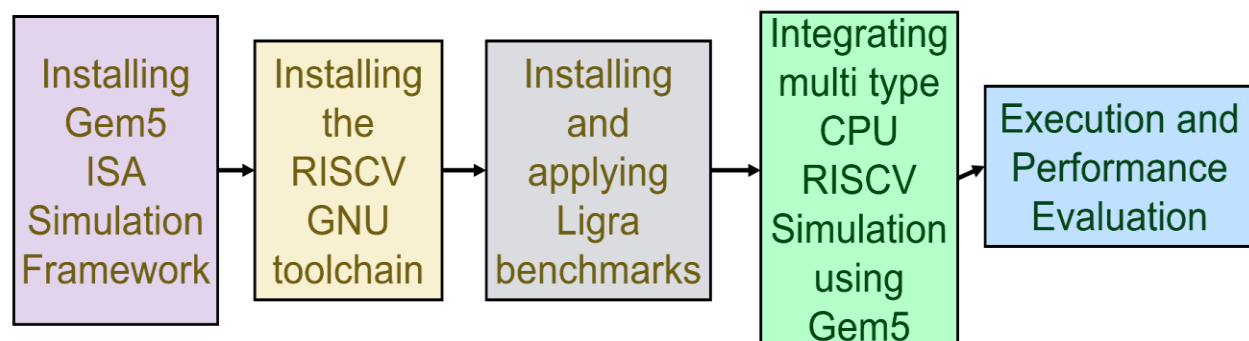 Installing
Gem5
ISA
Simulation
Framework
Installing
the
RISCV
GNU
toolchain
Installing
and
applying
Ligra
benchmarks
Integrating
multi type
CPU
RISCV
Simulation
using
Gem5
Execution and
Performance
Evaluation